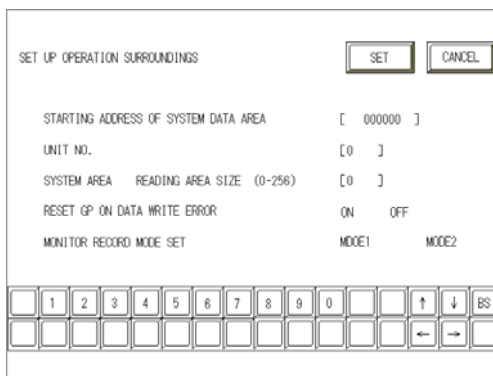 SET UP OPERATION SURROUNDINGS SET CANCEL
STARTING ADDRESS OF SYSTEM DATA AREA [ 000000 ]
UNIT NO. [0 ]
SYSTEM AREA READING AREA SIZE (0-256) [0 ]
RESET GP ON DATA WRITE ERROR ON OFF
MONITOR RECORD MODE SET MDOE1 MODE2
1 2 3 4 5 6 7 8 9 0 ↑ ↓ BS
← →